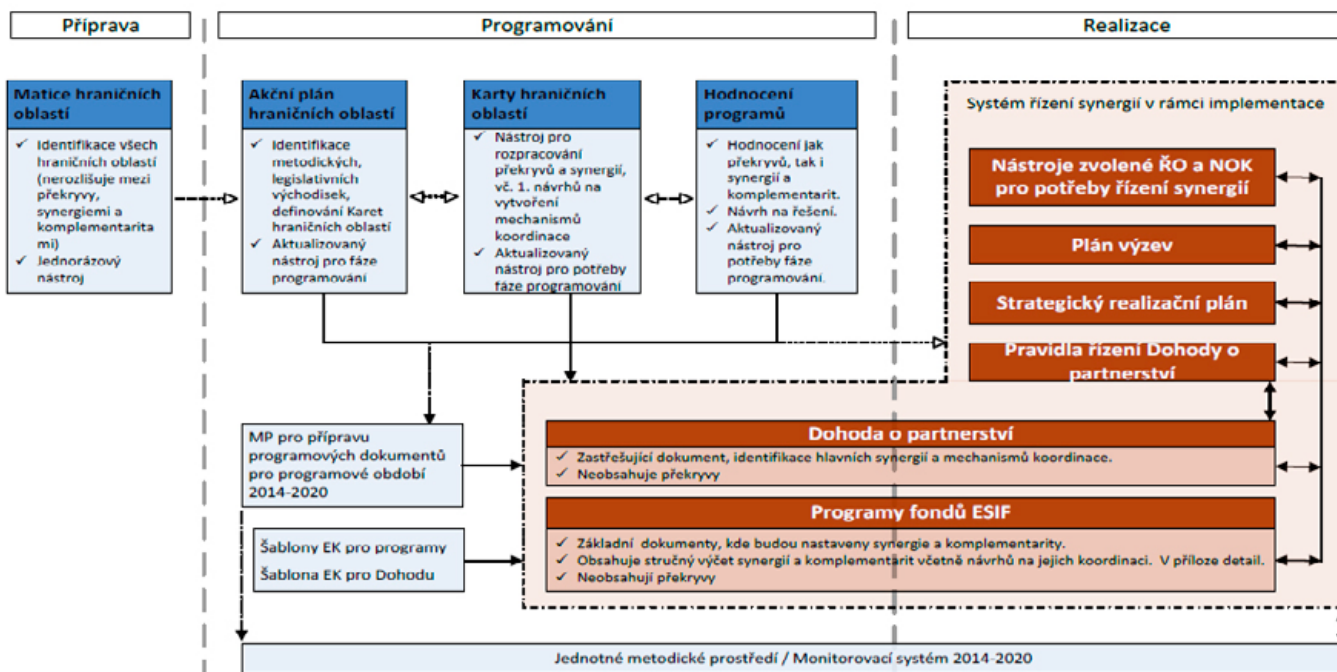 Příprava
Programování
Realizace
Matice hraničních
oblastí
✓ Identifikace všech
hraničních oblastí
(nerozlišuje mezi
překryvy,
synergiemi a
komplementarita
mi)
✓ Jednorázový
nástroj
Akční plán
hraničních oblastí
✓ Identifikace
metodických,
legislativních
východisek,
definování Karet
hraničních oblastí
✓ Aktualizovaný
nástroj pro fáze
programování
Karty hraničních
oblastí
✓ Nástroj pro
rozpracování
překryvů a synergií,
vč. 1. návrhů na
vytvoření
mechanismů
koordinace
✓ Aktualizovaný
nástroj pro potřeby
fáze programování
Hodnocení
programů
✓ Hodnocení jak
překryvů, tak i
synergií a
komplementarit.
✓ Návrh na řešení.
✓ Aktualizovaný
nástroj pro
potřeby fáze
programování.
Systém řízení synergií v rámci implementace
Nástroje zvolené ŘO a NOK
pro potřeby řízení synergií
Plán výzev
Strategický realizační plán
Pravidla řízení Dohody o
partnerství
MP pro přípravu
programových dokumentů
pro programové období
2014-2020
Šablony EK pro programy
Šablona EK pro Dohodu
Dohoda o partnerství
✓ Zastřešující dokument, identifikace hlavních synergií a mechanismů koordinace.
✓ Neobsahuje překryvy
Programy fondů ESIF
✓ Základní dokumenty, kde budou nastaveny synergie a komplementarity.
✓ Obsahuje stručný výčet synergií a komplementarit včetně návrhů na jejich koordinaci. V příloze detail.
✓ Neobsahují překryvy
Jednotné metodické prostředí / Monitorovací systém 2014-2020